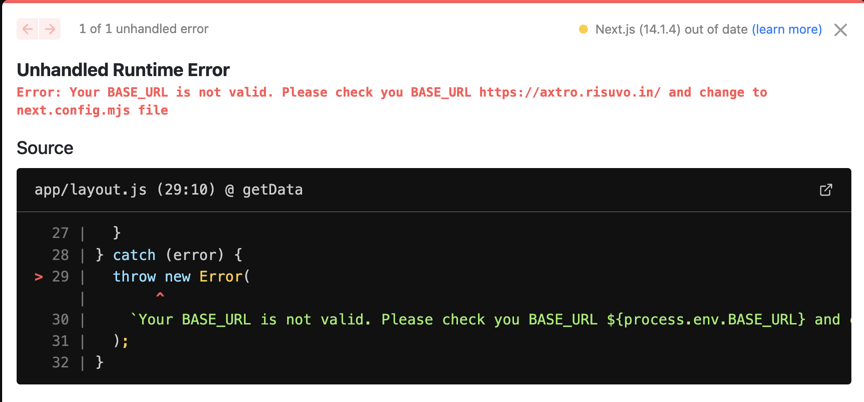 ← → 1 of 1 unhandled error Next.js (14.1.4) out of date (learn more)
Unhandled Runtime Error
Error: Your BASE_URL is not valid. Please check you BASE_URL https://axtro.risuvo.in/ and change to
next.config.mjs file
Source
app/layout.js (29:10) @ getData
27 | }
28 | } catch (error) {
> 29 | throw new Error(
| ^
30 | `Your BASE_URL is not valid. Please check you BASE_URL ${process.env.BASE_URL} and
31 | );
32 | }